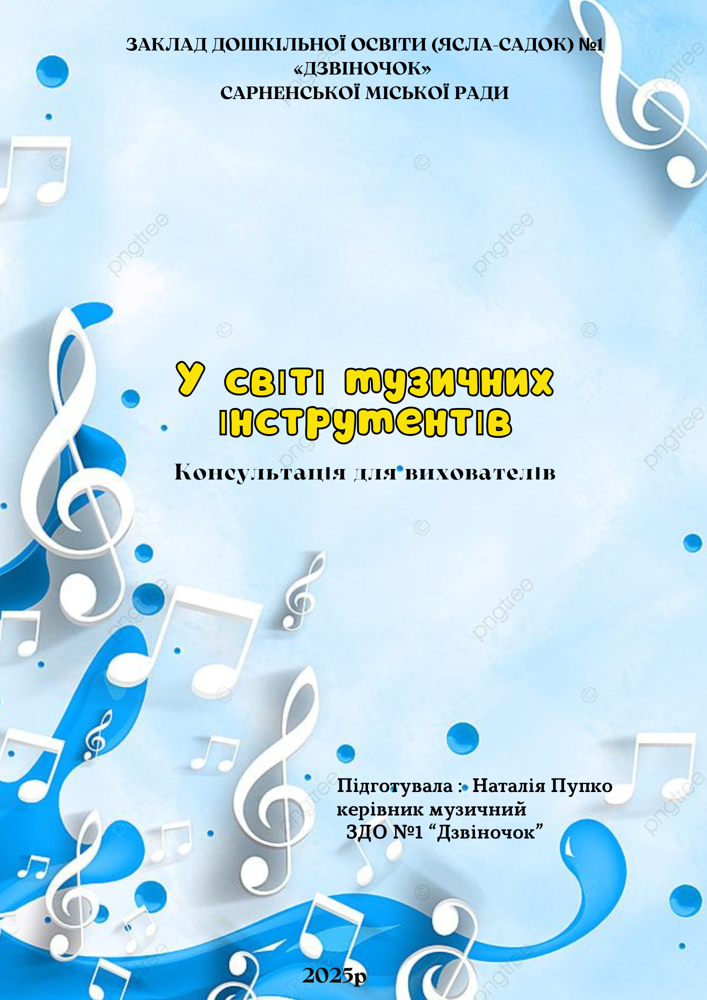 ЗАКЛАД ДОШКІЛЬНОЇ ОСВІТИ (ЯСЛА-САДОК) №1
«ДЗВІНОЧОК»
САРНЕНСЬКОЇ МІСЬКОЇ РАДИ
У світі музичних
інструментів
Консультація для вихователів
Підготувала : Наталія Пупко
керівник музичний
ЗДО №1 “Дзвіночок”
2025р
pngtree